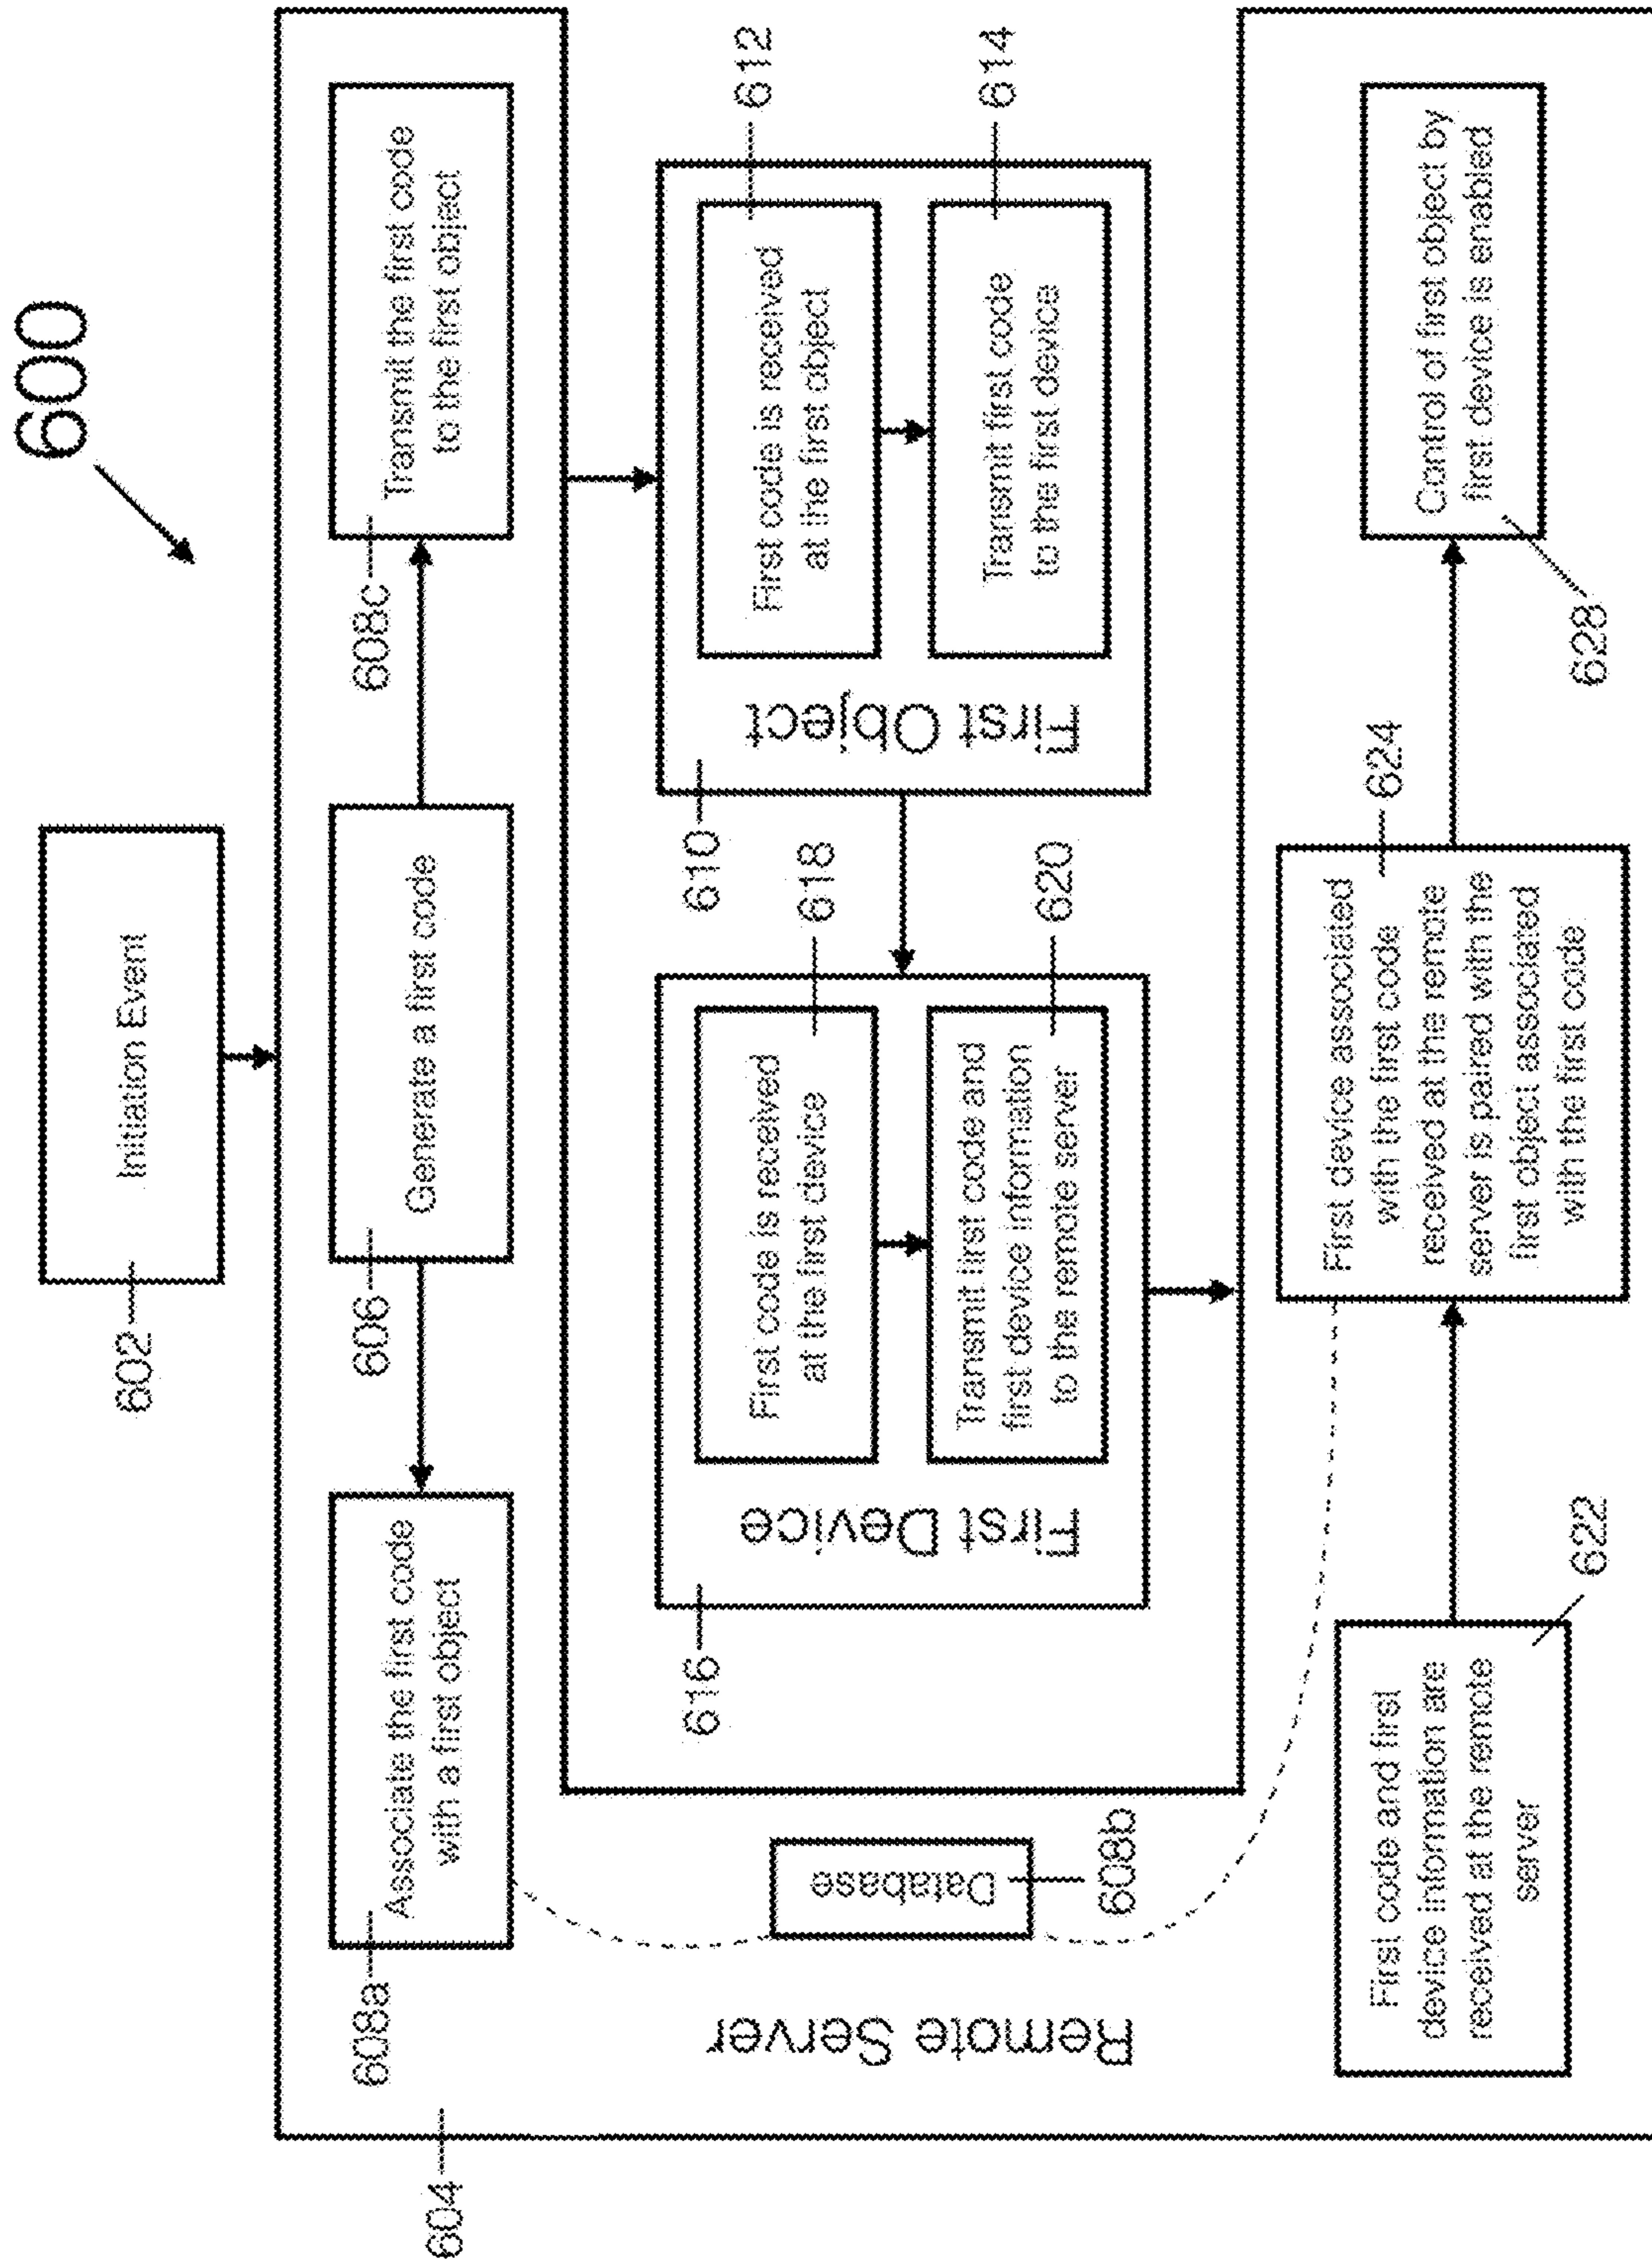 600
602
Initiation Event
604
Remote Server
608a
Associate the first code
with a first object
606
Generate a first code
608c
Transmit the first code
to the first object
Database
608b
610
First Object
612
First code is received
at the first object
614
Transmit first code
to the first device
616
First Device
618
First code is received
at the first device
620
Transmit first code and
first device information
to the remote server
622
First code and first
device information are
received at the remote
server
624
First device associated
with the first code
received at the remote
server is paired with the
first object associated
with the first code
628
Control of first object by
first device is enabled